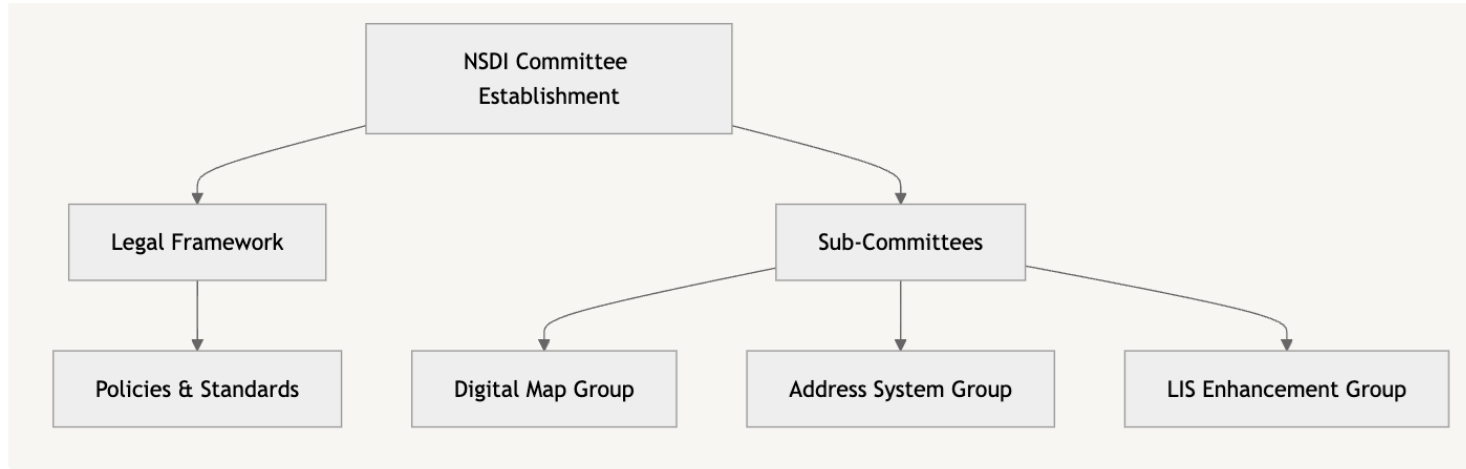 NSDI Committee
Establishment
Legal Framework
Sub-Committees
Policies & Standards
Digital Map Group
Address System Group
LIS Enhancement Group